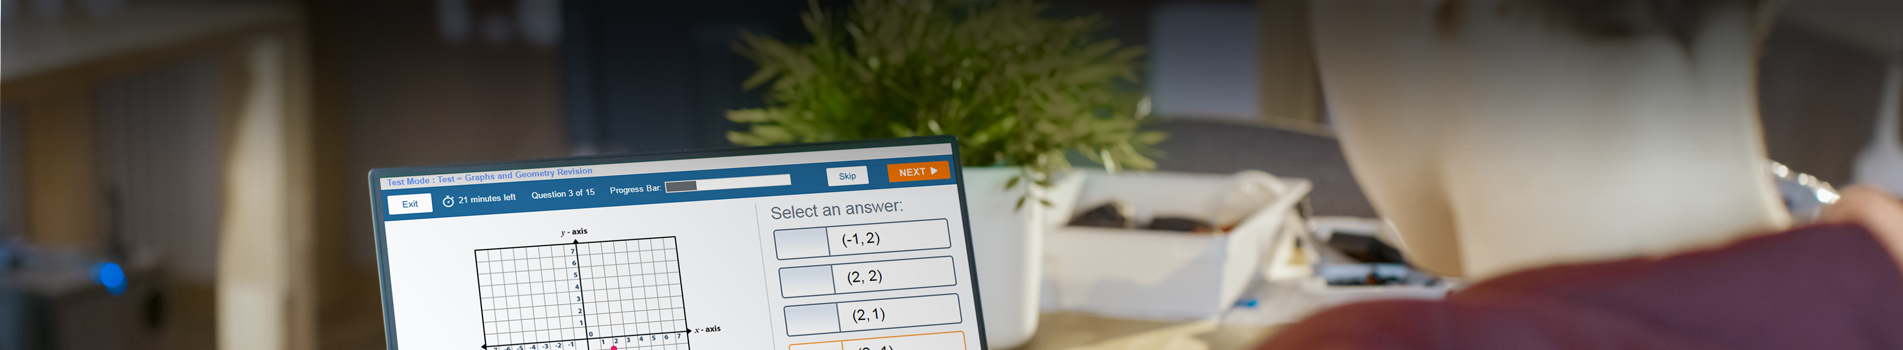 Test Mode : Test – Graphs and Geometry Revision
Exit 21 minutes left Question 3 of 15 Progress Bar: Skip NEXT
Select an answer:
y - axis
(-1, 2)
7
6
5
4
3
2
1
(2, 2)
(2, 1)
0
x - axis
-6 -5 -4 -3 -2 -1 1 2 3 4 5 6 7